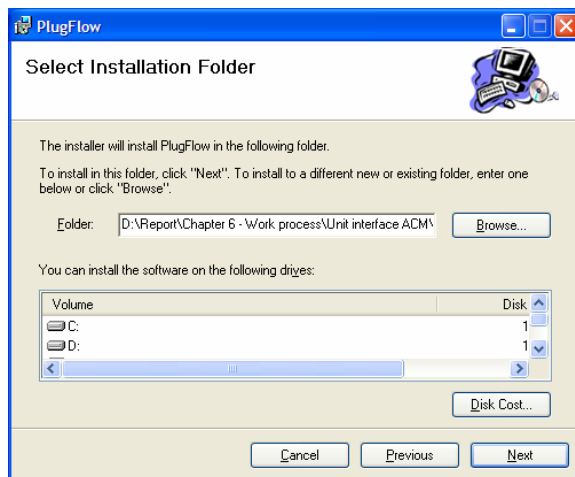 PlugFlow
Select Installation Folder
The installer will install PlugFlow in the following folder.
To install in this folder, click "Next". To install to a different new or existing folder, enter one
below or click "Browse".
Folder: D:\Report\Chapter 6 - Work process\Unit interface ACM\ Browse...
You can install the software on the following drives:
Volume Disk
C: 1
D: 1
Disk Cost...
Cancel Previous Next